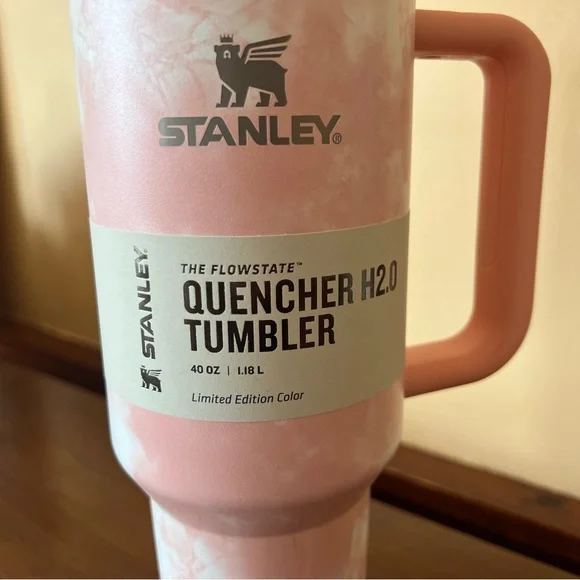 STANLEY®
STANLEY®
THE FLOWSTATE™
QUENCHER H2.0
TUMBLER
40 OZ | 1.18 L
Limited Edition Color